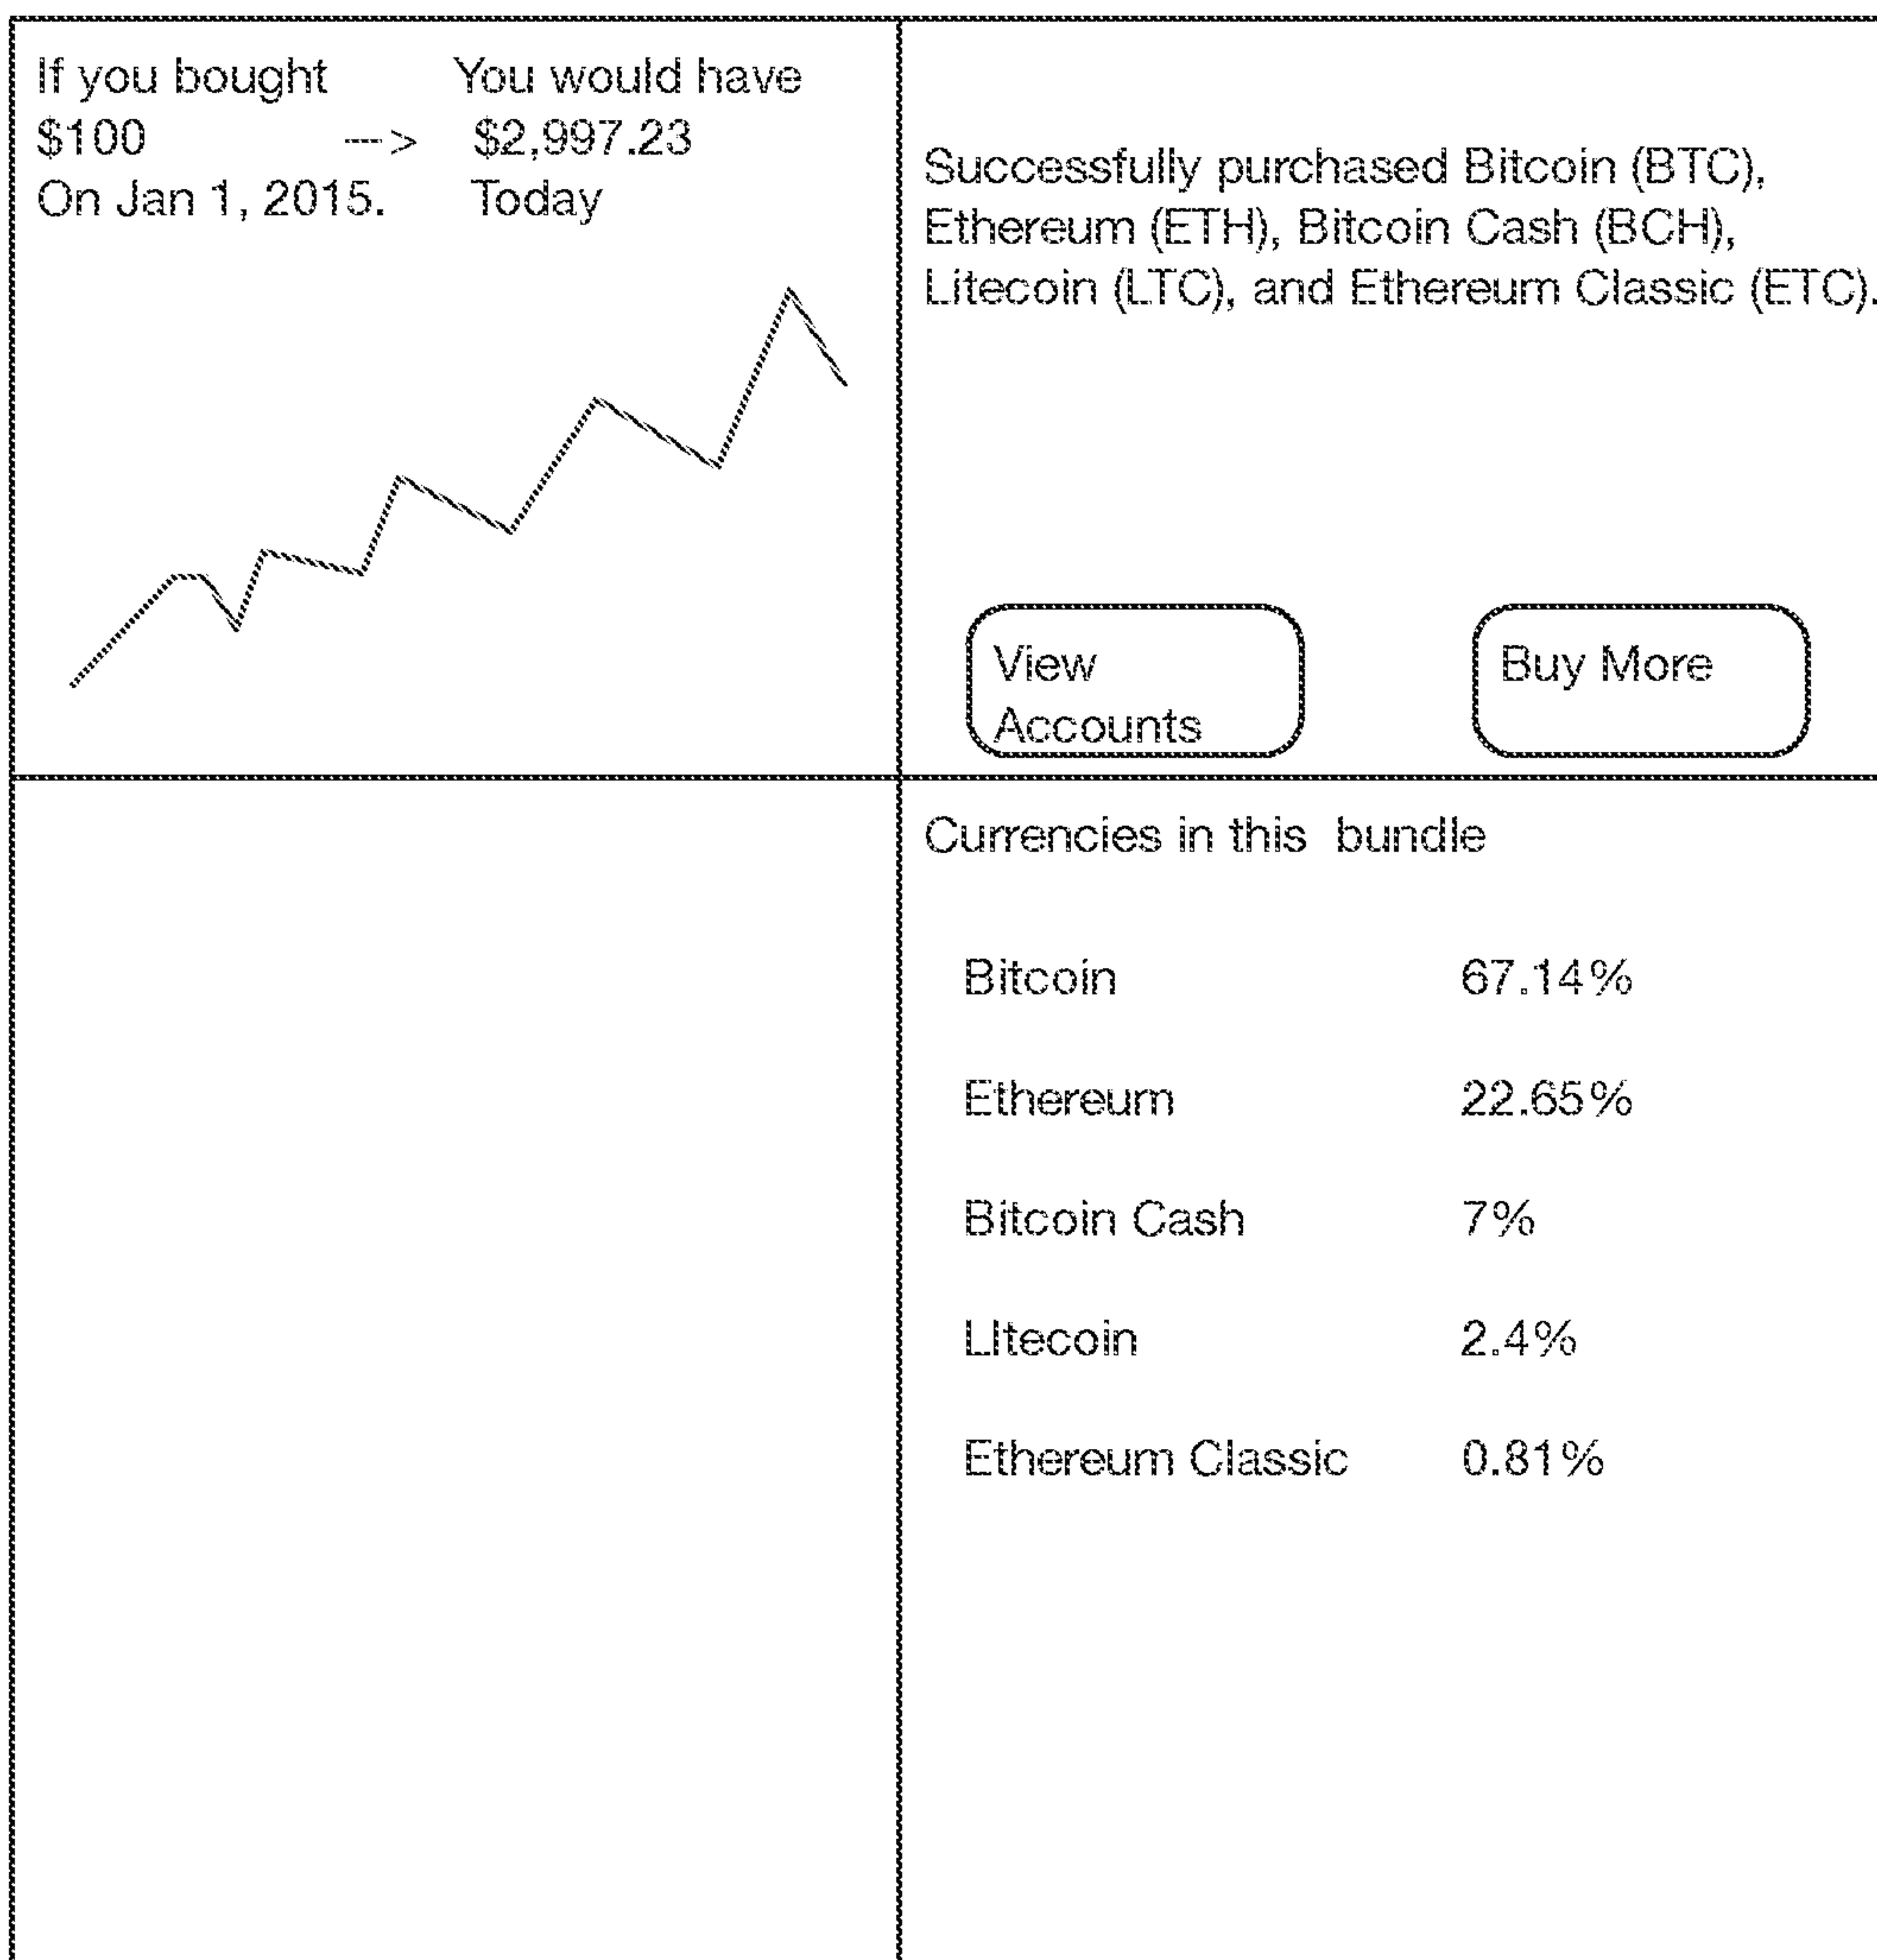 If you bought You would have
$100 ---> $2,997.23
On Jan 1, 2015. Today
Successfully purchased Bitcoin (BTC),
Ethereum (ETH), Bitcoin Cash (BCH),
Litecoin (LTC), and Ethereum Classic (ETC).
View
Accounts
Buy More
Currencies in this bundle
Bitcoin 67.14%
Ethereum 22.65%
Bitcoin Cash 7%
LItecoin 2.4%
Ethereum Classic 0.81%